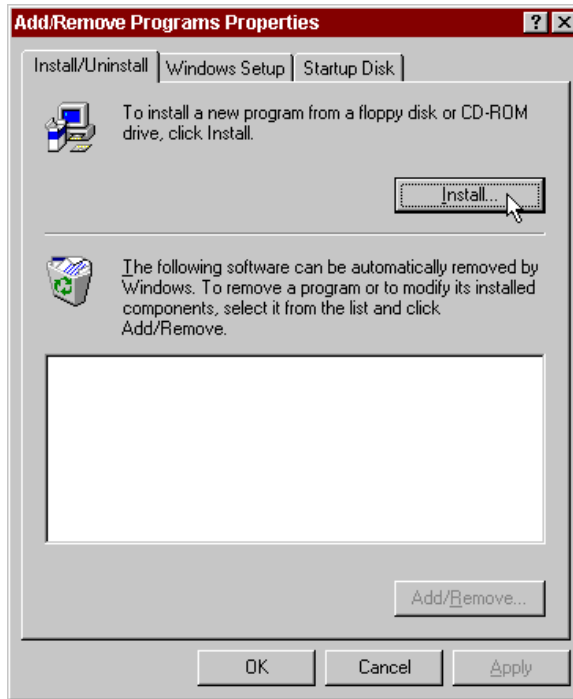 Add/Remove Programs Properties
Install/Uninstall Windows Setup Startup Disk
To install a new program from a floppy disk or CD-ROM
drive, click Install.
Install...
The following software can be automatically removed by
Windows. To remove a program or to modify its installed
components, select it from the list and click
Add/Remove.
Add/Remove...
OK Cancel Apply